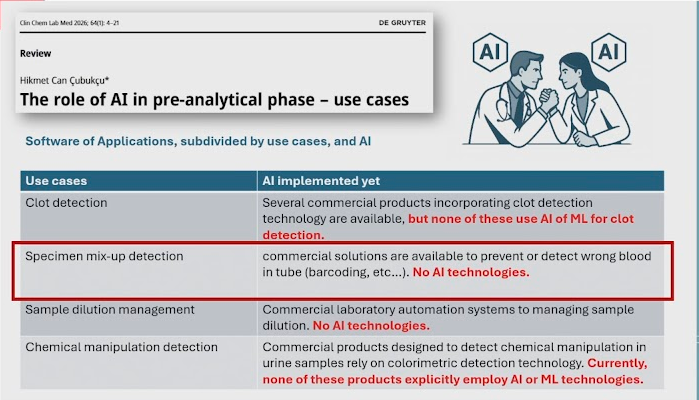 Clin Chem Lab Med 2026; 64(1): 4–21
DE GRUYTER
Review
Hikmet Can Çubukçu*
The role of AI in pre-analytical phase – use cases
AI
AI
Software of Applications, subdivided by use cases, and AI
Use cases
AI implemented yet
Clot detection
Several commercial products incorporating clot detection
technology are available, but none of these use AI of ML for clot
detection.
Specimen mix-up detection
commercial solutions are available to prevent or detect wrong blood
in tube (barcoding, etc...). No AI technologies.
Sample dilution management
Commercial laboratory automation systems to managing sample
dilution. No AI technologies.
Chemical manipulation detection
Commercial products designed to detect chemical manipulation in
urine samples rely on colorimetric detection technology. Currently,
none of these products explicitly employ AI or ML technologies.